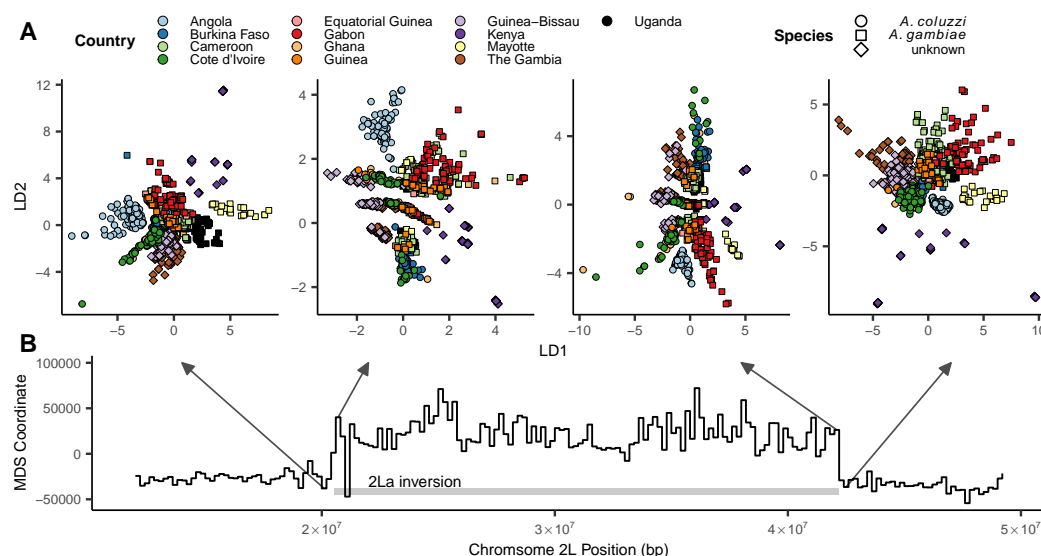 A
Country
Angola
Burkina Faso
Cameroon
Cote d'Ivoire
Equatorial Guinea
Gabon
Ghana
Guinea
Guinea−Bissau
Kenya
Mayotte
The Gambia
Uganda
Species
A. coluzzi
A. gambiae
unknown
LD2
12
8
4
0
−4
−5
0
5
4
2
0
−2
−2
0
2
4
4
0
−4
−10
−5
0
5
5
0
−5
−5
0
5
10
LD1
B
MDS Coordinate
100000
50000
0
−50000
2La inversion
2×10⁷
3×10⁷
4×10⁷
5×10⁷
Chromsome 2L Position (bp)